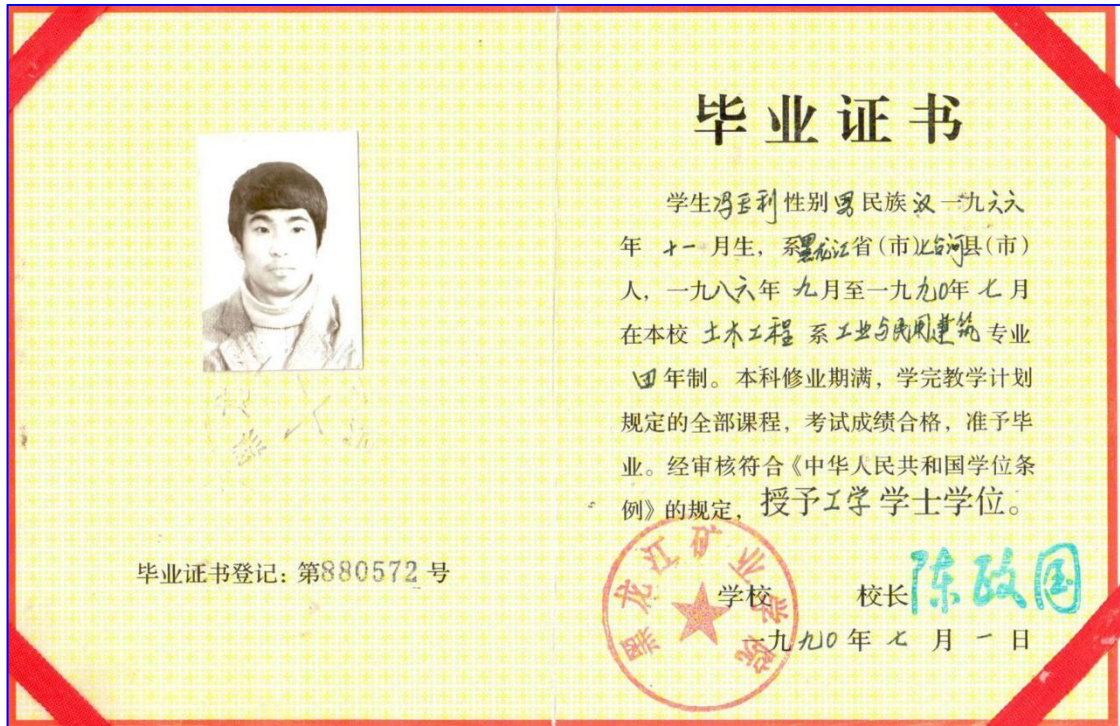 毕业证书
学生冯玉利性别男民族汉一九六六
年十一月生，系黑龙江省(市)七台河县(市)
人，一九八六年九月至一九九0年七月
在本校土木工程系工业与民用建筑专业
四年制。本科修业期满，学完教学计划
规定的全部课程，考试成绩合格，准予毕
业。经审核符合《中华人民共和国学位条
例》的规定，授予工学学士学位。
黑龙江矿业学院
学校 校长陈政国
一九九0年七月一日
毕业证书登记：第880572号